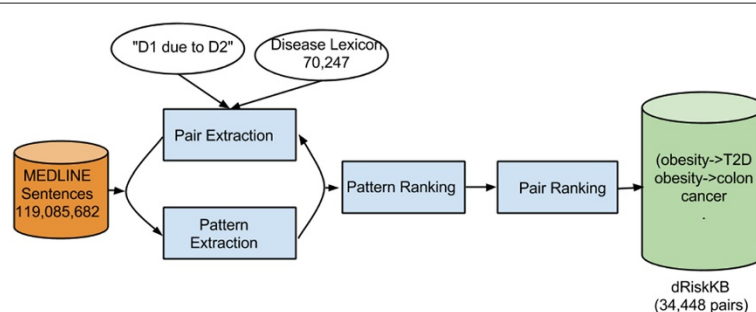 "D1 due to D2"
Disease Lexicon
70,247
Pair Extraction
MEDLINE
Sentences
119,085,682
Pattern
Extraction
Pattern Ranking
Pair Ranking
(obesity->T2D
obesity->colon
cancer
.
dRiskKB
(34,448 pairs)